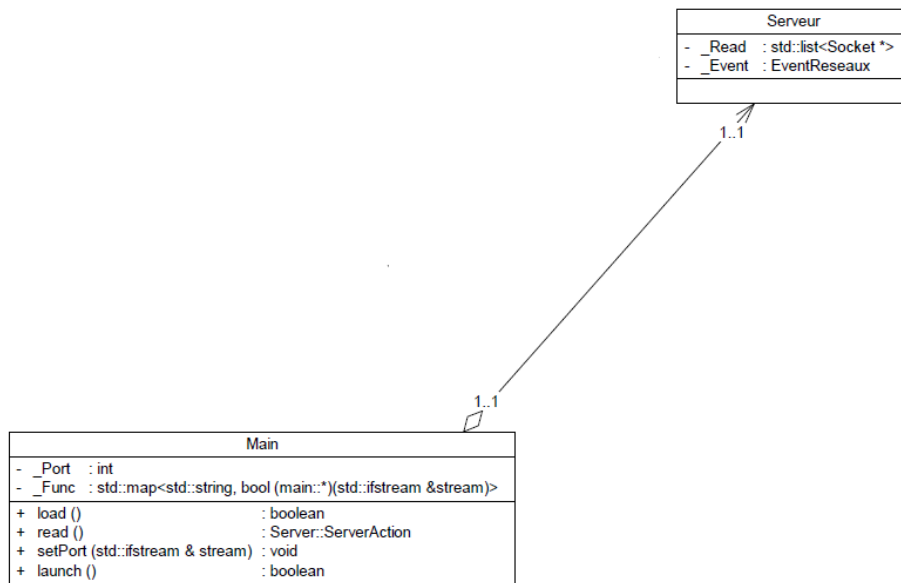 Serveur
- _Read : std::list<Socket *>
- _Event : EventReseaux
1..1
1..1
Main
- _Port : int
- _Func : std::map<std::string, bool (main::*)(std::ifstream &stream)>
+ load () : boolean
+ read () : Server::ServerAction
+ setPort (std::ifstream & stream) : void
+ launch () : boolean